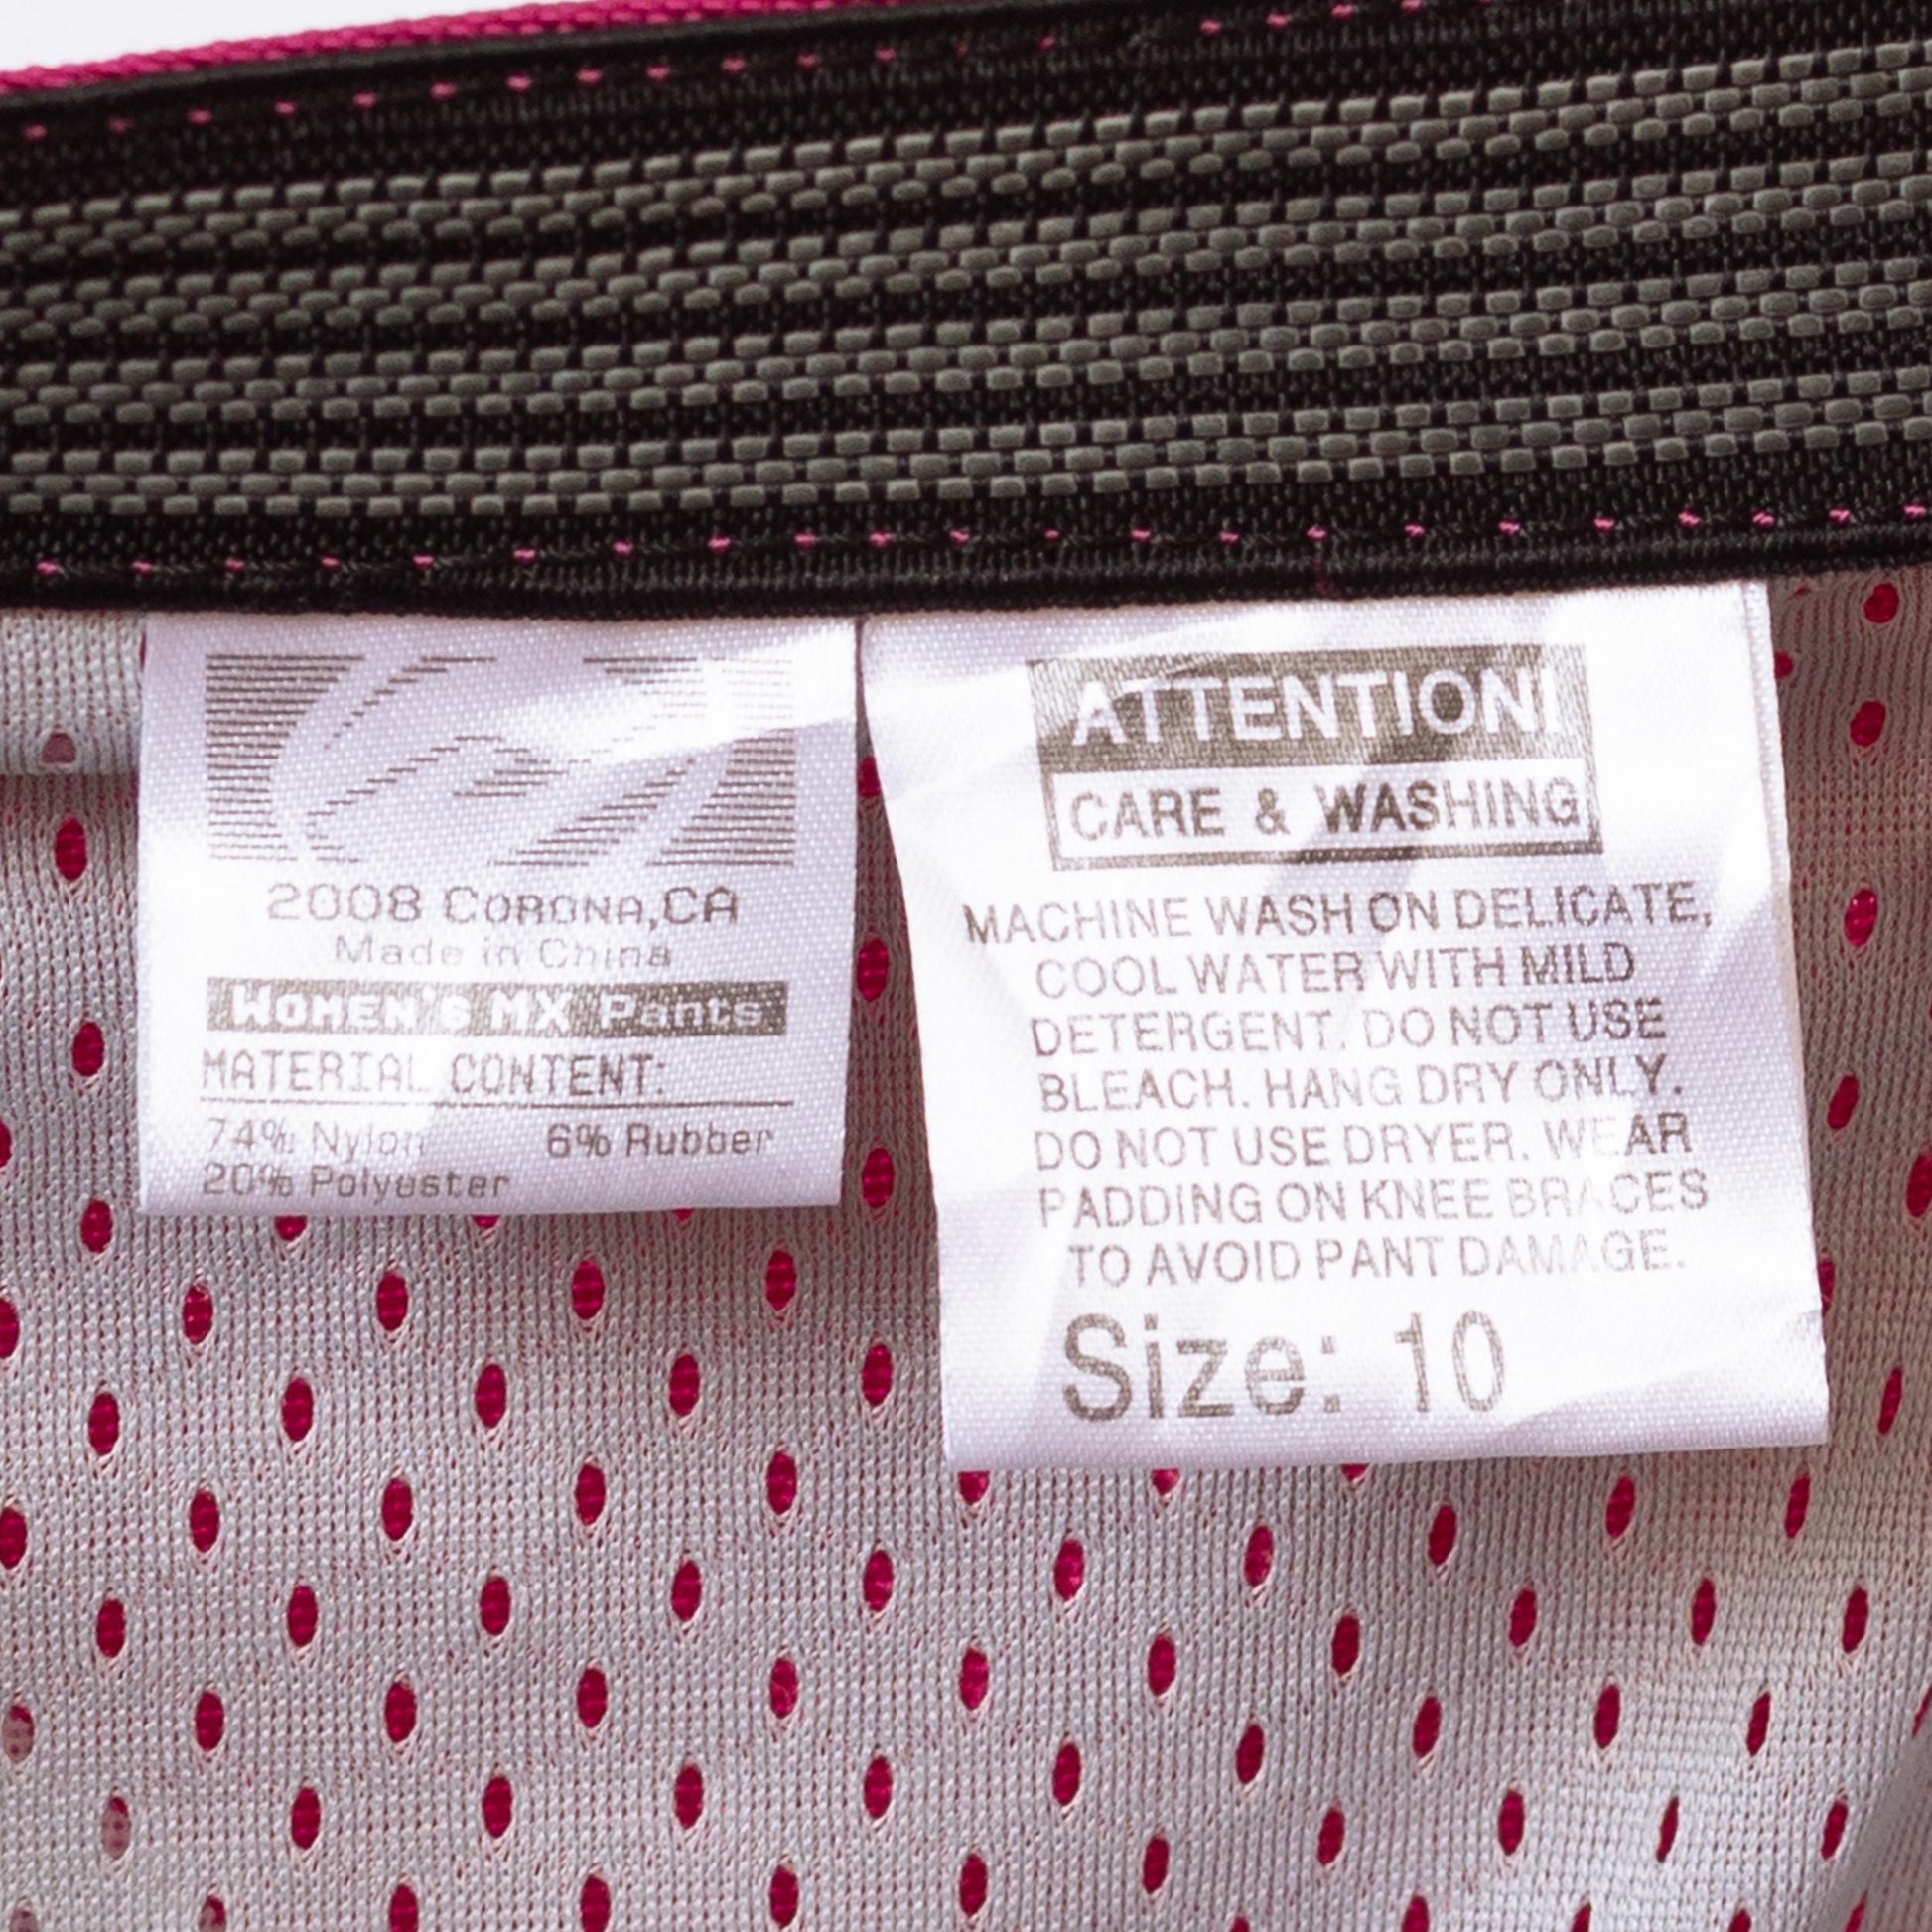 2008 CORONA,CA
Made in China
WOMEN'S MX Pants
MATERIAL CONTENT:
74% Nylon 6% Rubber
20% Polyester
ATTENTION!
CARE & WASHING
MACHINE WASH ON DELICATE,
COOL WATER WITH MILD
DETERGENT. DO NOT USE
BLEACH. HANG DRY ONLY.
DO NOT USE DRYER. WEAR
PADDING ON KNEE BRACES
TO AVOID PANT DAMAGE.
Size: 10